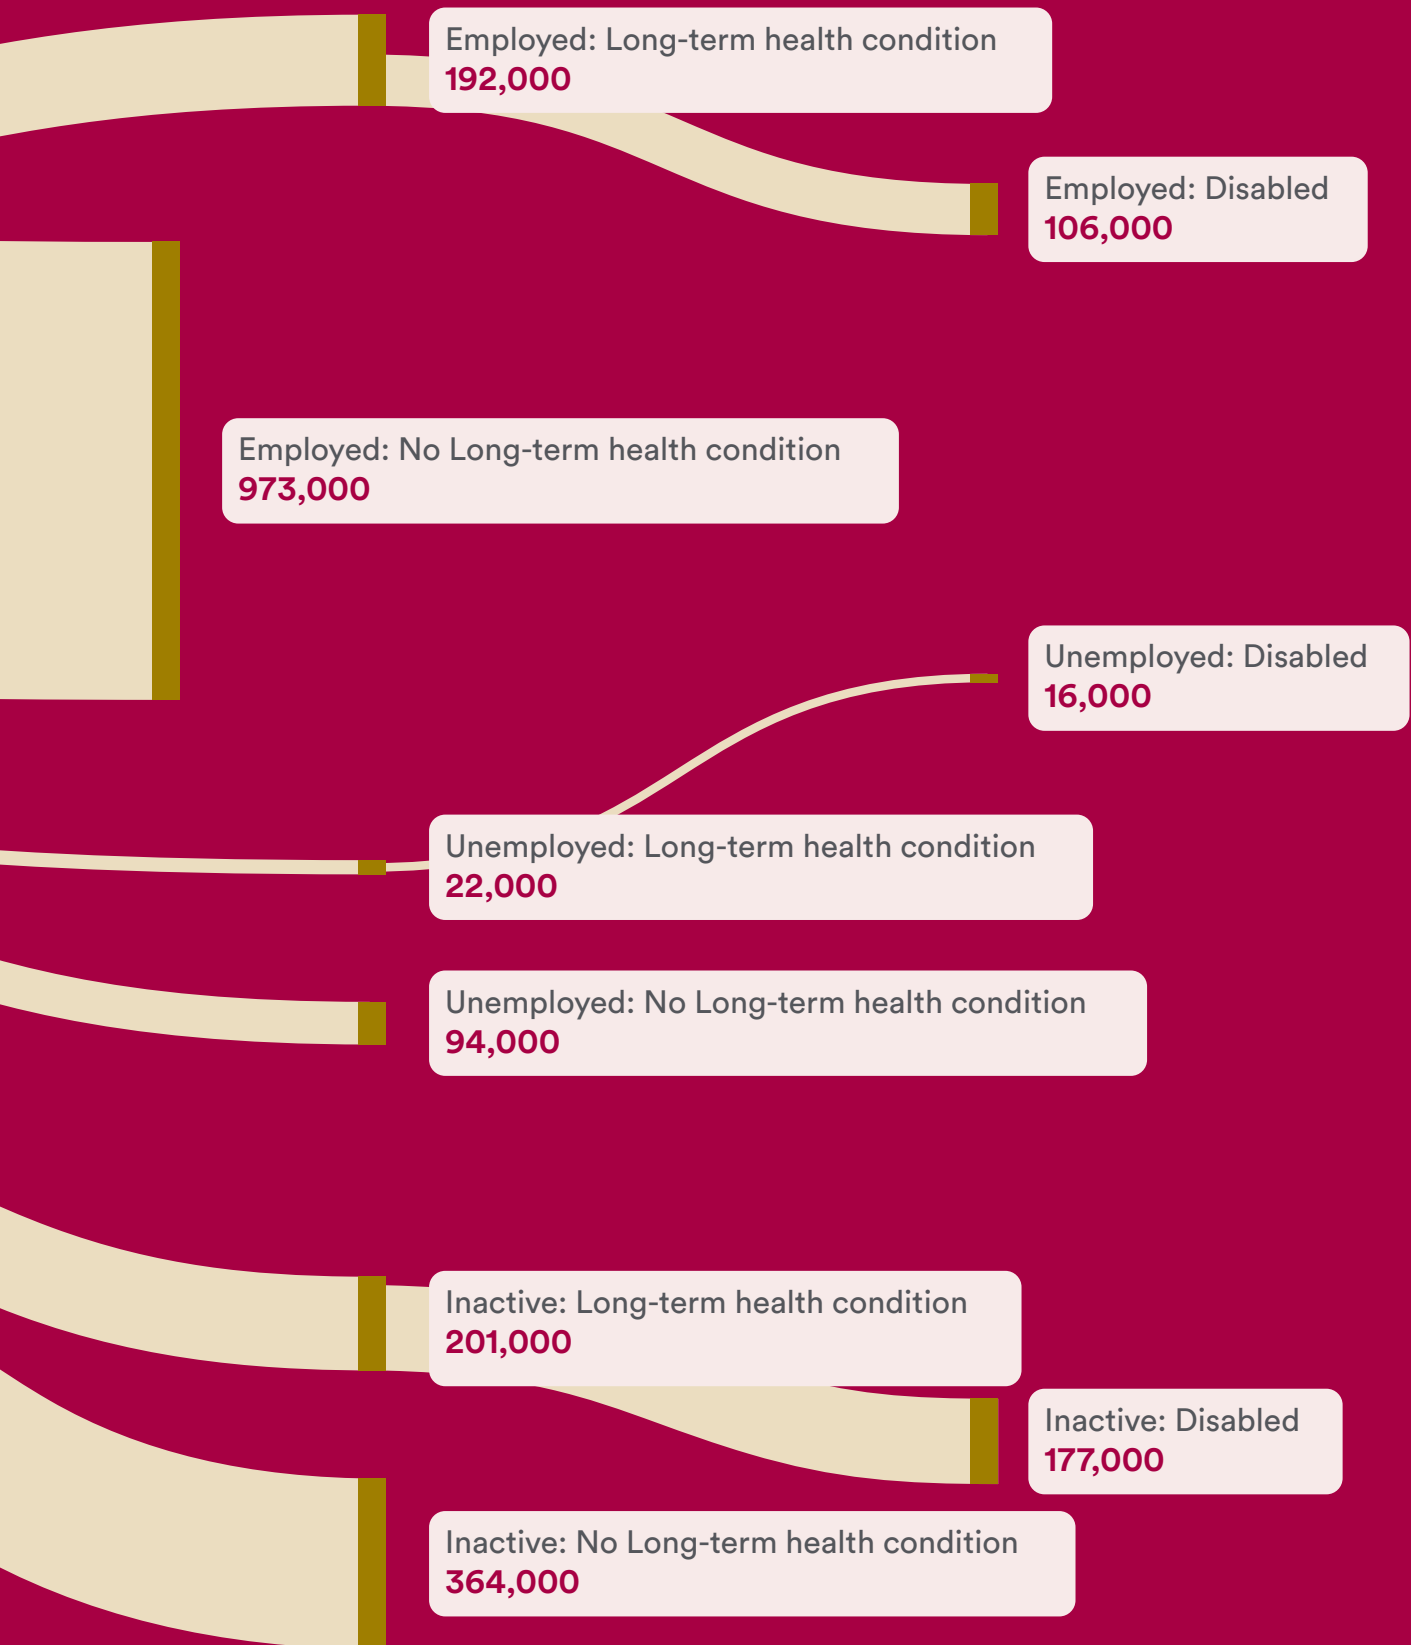 Employed: Long-term health condition
192,000
Employed: Disabled
106,000
Employed: No Long-term health condition
973,000
Unemployed: Disabled
16,000
Unemployed: Long-term health condition
22,000
Unemployed: No Long-term health condition
94,000
Inactive: Long-term health condition
201,000
Inactive: Disabled
177,000
Inactive: No Long-term health condition
364,000